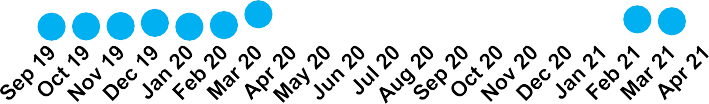 Sep 19
Oct 19
Nov 19
Dec 19
Jan 20
Feb 20
Mar 20
Apr 20
May 20
Jun 20
Jul 20
Aug 20
Sep 20
Oct 20
Nov 20
Dec 20
Jan 21
Feb 21
Mar 21
Apr 21